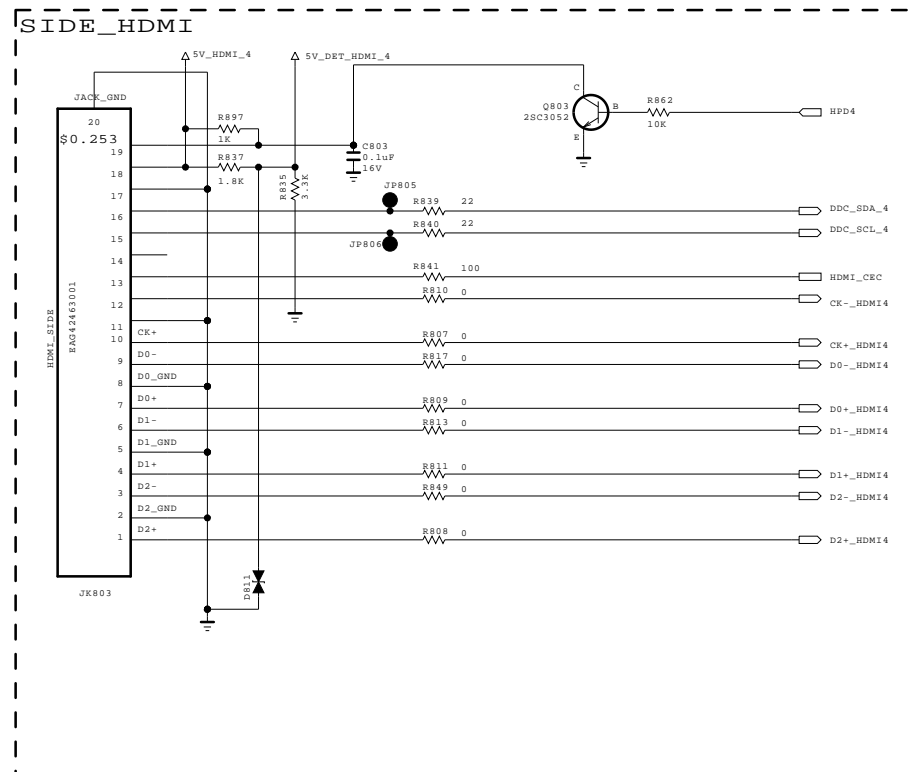 SIDE_HDMI
5V_HDMI_4
5V_DET_HDMI_4
JACK_GND
20
$0.253
R897
1K
C
Q803
2SC3052
B
E
R862
10K
HPD4
19
C803
0.1uF
16V
18
R837
1.8K
R835
3.3K
17
JP805
16
R839
22
DDC_SDA_4
15
R840
22
DDC_SCL_4
JP806
14
13
R841
100
HDMI_CEC
12
R810
0
CK-_HDMI4
HDMI_SIDE
EAG42463001
11
10
CK+
R807
0
CK+_HDMI4
9
D0-
R817
0
D0-_HDMI4
8
D0_GND
7
D0+
R809
0
D0+_HDMI4
6
D1-
R813
0
D1-_HDMI4
5
D1_GND
4
D1+
R811
0
D1+_HDMI4
3
D2-
R849
0
D2-_HDMI4
2
D2_GND
1
D2+
R808
0
D2+_HDMI4
D811
JK803